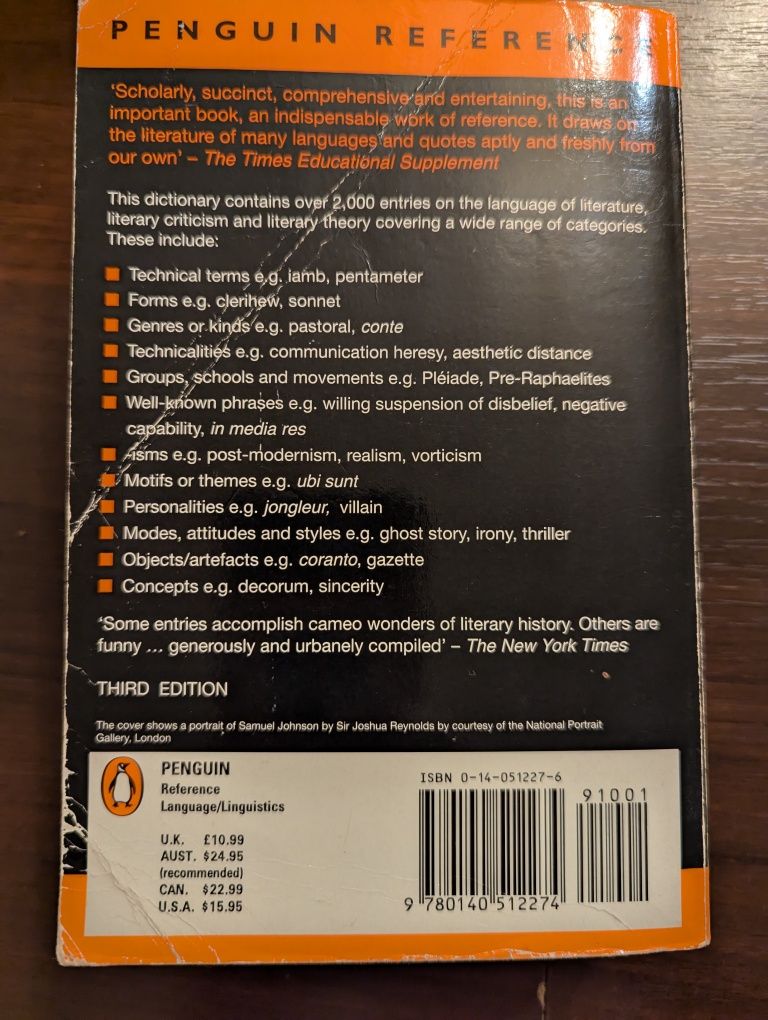 PENGUIN REFERENCE
‘Scholarly, succinct, comprehensive and entertaining, this is an
important book, an indispensable work of reference. It draws on
the literature of many languages and quotes aptly and freshly from
our own’ – The Times Educational Supplement
This dictionary contains over 2,000 entries on the language of literature,
literary criticism and literary theory covering a wide range of categories.
These include:
Technical terms e.g. iamb, pentameter
Forms e.g. clerihew, sonnet
Genres or kinds e.g. pastoral, conte
Technicalities e.g. communication heresy, aesthetic distance
Groups, schools and movements e.g. Pléiade, Pre-Raphaelites
Well-known phrases e.g. willing suspension of disbelief, negative
capability, in media res
-isms e.g. post-modernism, realism, vorticism
Motifs or themes e.g. ubi sunt
Personalities e.g. jongleur, villain
Modes, attitudes and styles e.g. ghost story, irony, thriller
Objects/artefacts e.g. coranto, gazette
Concepts e.g. decorum, sincerity
‘Some entries accomplish cameo wonders of literary history. Others are
funny ... generously and urbanely compiled’ – The New York Times
THIRD EDITION
The cover shows a portrait of Samuel Johnson by Sir Joshua Reynolds by courtesy of the National Portrait
Gallery, London
PENGUIN
Reference
Language/Linguistics
U.K. £10.99
AUST. $24.95
(recommended)
CAN. $22.99
U.S.A. $15.95
ISBN 0-14-051227-6
91001
9 780140 512274